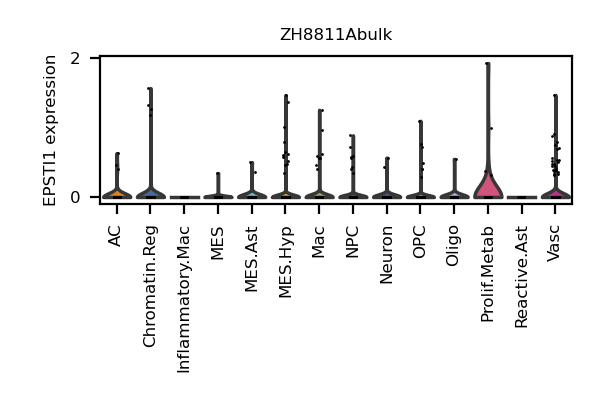 ZH8811Abulk
EPSTI1 expression
2
0
AC
Chromatin.Reg
Inflammatory.Mac
MES
MES.Ast
MES.Hyp
Mac
NPC
Neuron
OPC
Oligo
Prolif.Metab
Reactive.Ast
Vasc